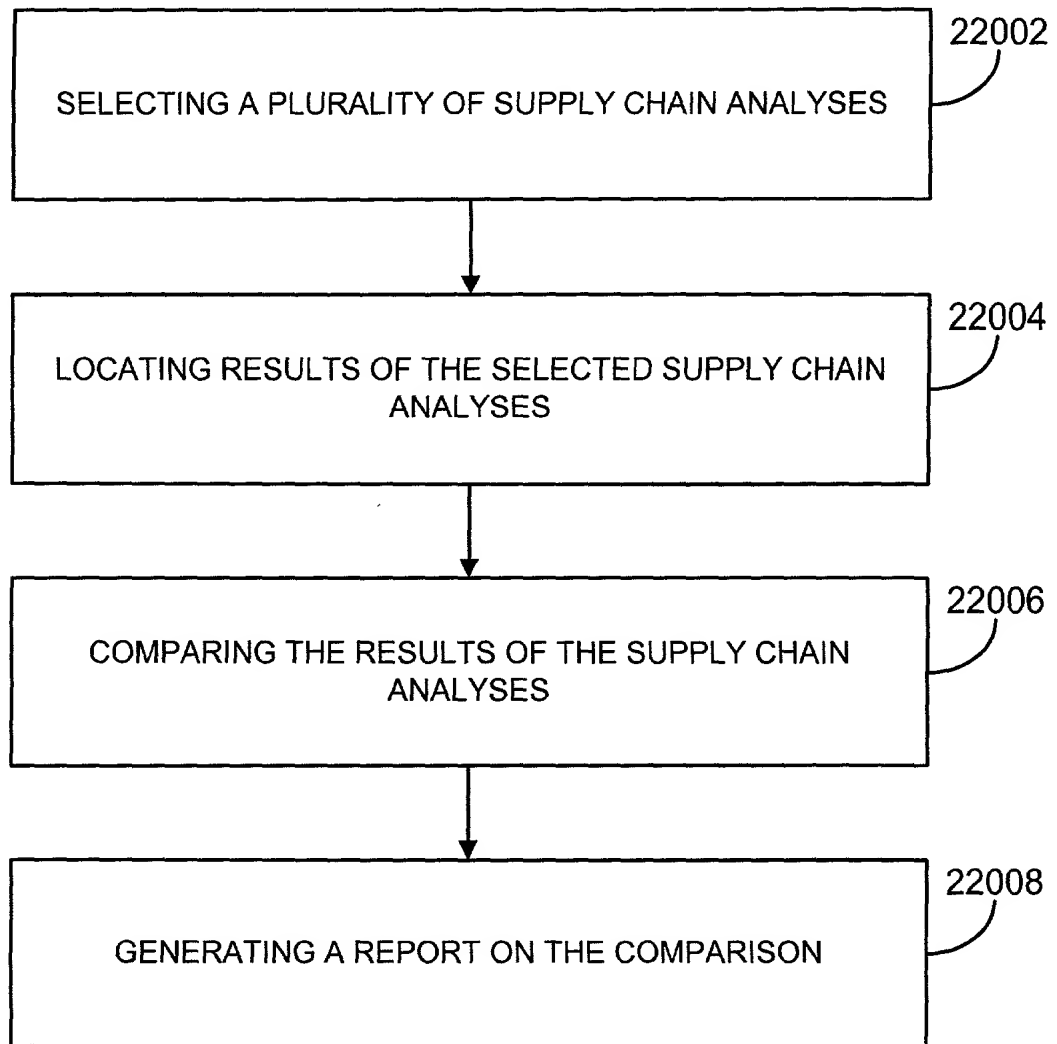 22002
SELECTING A PLURALITY OF SUPPLY CHAIN ANALYSES
22004
LOCATING RESULTS OF THE SELECTED SUPPLY CHAIN
ANALYSES
22006
COMPARING THE RESULTS OF THE SUPPLY CHAIN
ANALYSES
22008
GENERATING A REPORT ON THE COMPARISON